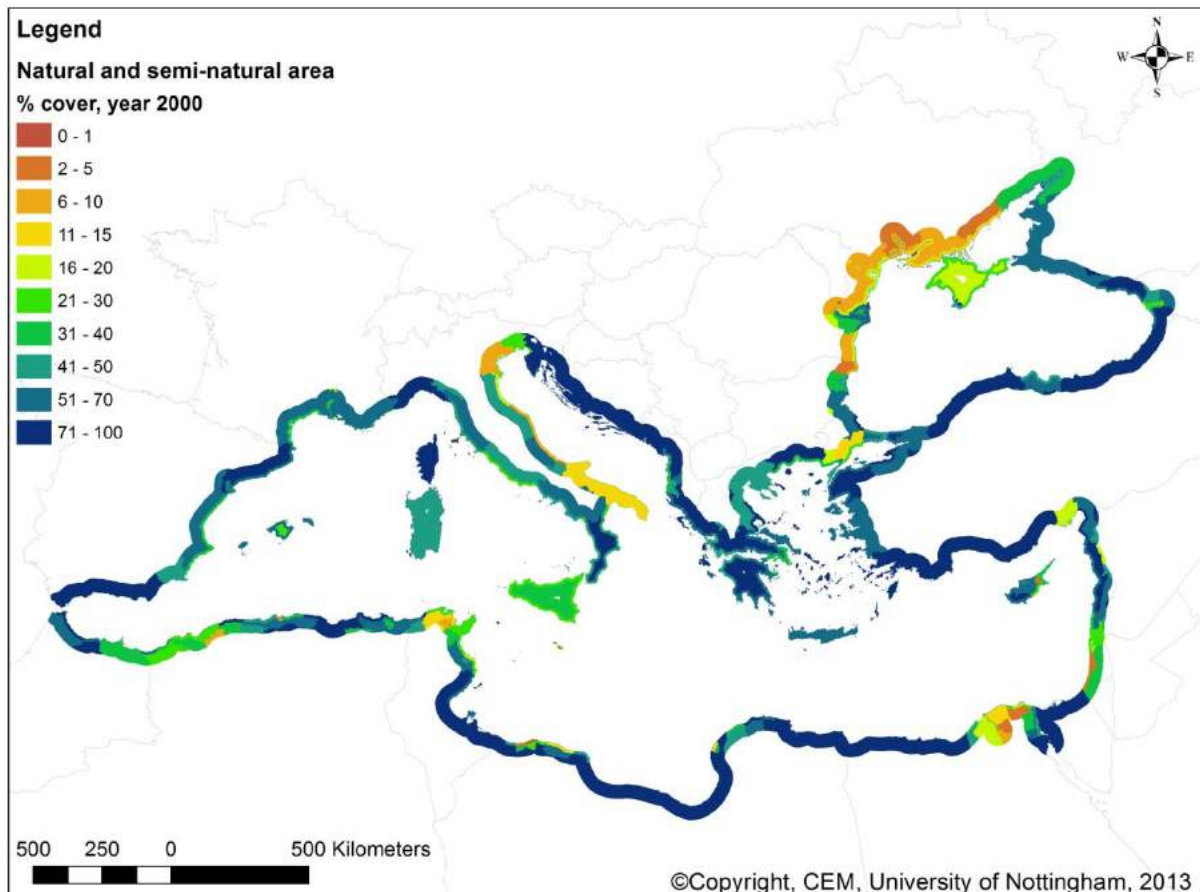 Legend
Natural and semi-natural area
% cover, year 2000
0 - 1
2 - 5
6 - 10
11 - 15
16 - 20
21 - 30
31 - 40
41 - 50
51 - 70
71 - 100
N
W E
S
500 250 0 500 Kilometers
©Copyright, CEM, University of Nottingham, 2013